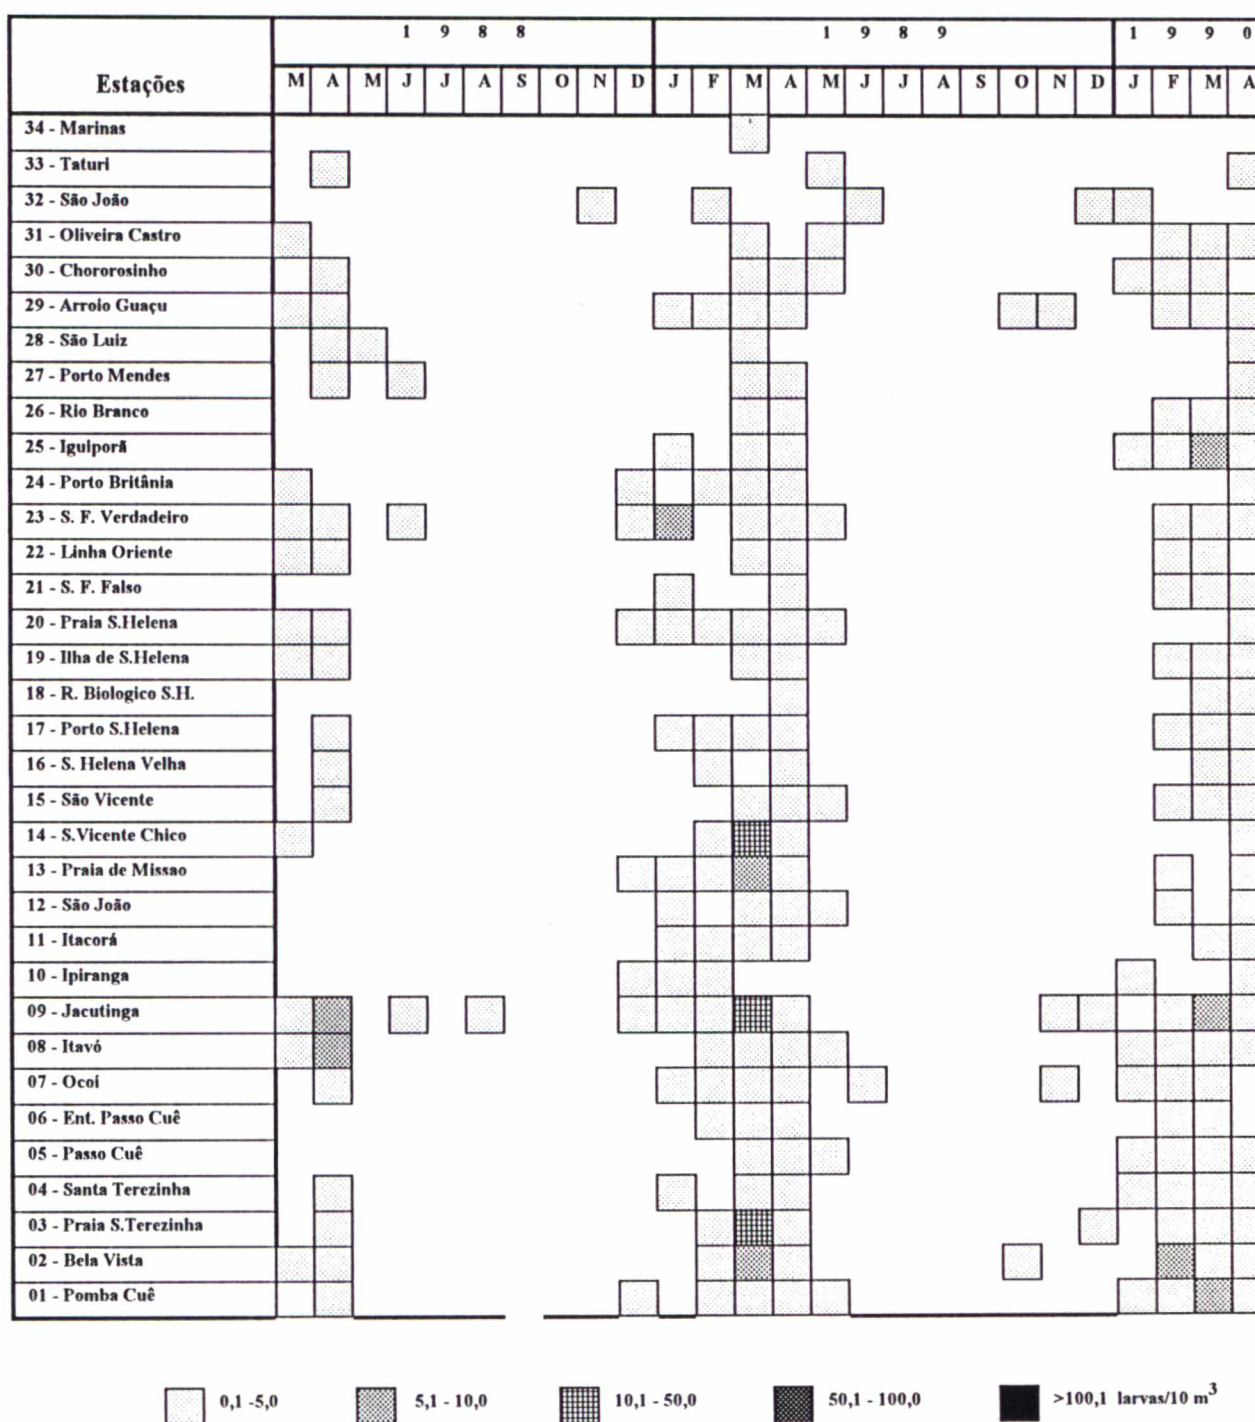 1 9 8 8 1 9 8 9 1 9 9 0
Estações M A M J J A S O N D J F M A M J J A S O N D J F M A
34 - Marinas
33 - Taturi
32 - São João
31 - Oliveira Castro
30 - Chororosinho
29 - Arroio Guaçu
28 - São Luiz
27 - Porto Mendes
26 - Rio Branco
25 - Iguiporã
24 - Porto Britânia
23 - S. F. Verdadeiro
22 - Linha Oriente
21 - S. F. Falso
20 - Praia S.Helena
19 - Ilha de S.Helena
18 - R. Biologico S.H.
17 - Porto S.Helena
16 - S. Helena Velha
15 - São Vicente
14 - S.Vicente Chico
13 - Praia de Missao
12 - São João
11 - Itacorá
10 - Ipiranga
09 - Jacutinga
08 - Itavó
07 - Ocoí
06 - Ent. Passo Cuê
05 - Passo Cuê
04 - Santa Terezinha
03 - Praia S.Terezinha
02 - Bela Vista
01 - Pomba Cuê
0,1 -5,0 5,1 - 10,0 10,1 - 50,0 50,1 - 100,0 >100,1 larvas/10 m³